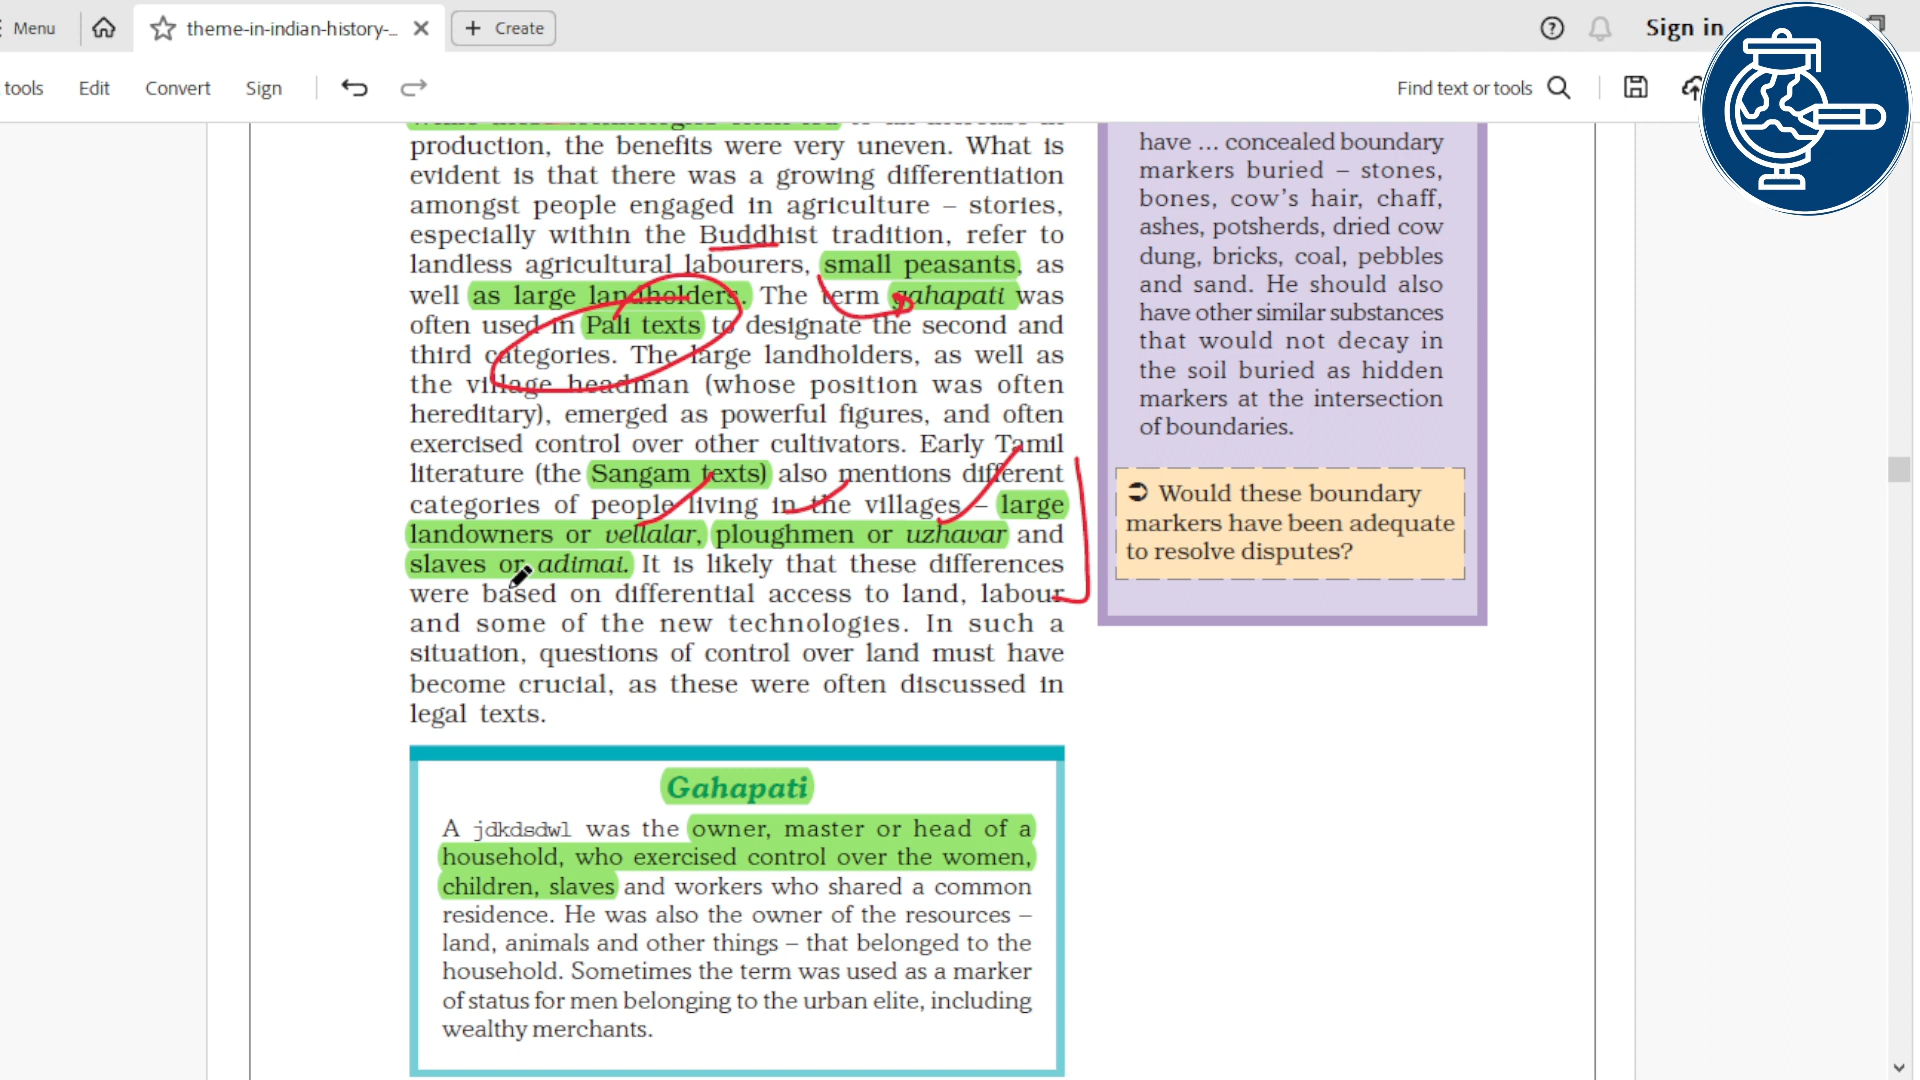 Menu
theme-in-indian-history-_
Create
Sign in
tools
Edit
Convert
Sign
Find text or tools
production, the benefits were very uneven. What is
evident is that there was a growing differentiation
amongst people engaged in agriculture – stories,
especially within the Buddhist tradition, refer to
landless agricultural labourers, small peasants, as
well as large landholders. The term gahapati was
often used in Pali texts to designate the second and
third categories. The large landholders, as well as
the village headman (whose position was often
hereditary), emerged as powerful figures, and often
exercised control over other cultivators. Early Tamil
literature (the Sangam texts) also mentions different
categories of people living in the villages – large
landowners or vellalar, ploughmen or uzhavar and
slaves or adimai. It is likely that these differences
were based on differential access to land, labour
and some of the new technologies. In such a
situation, questions of control over land must have
become crucial, as these were often discussed in
legal texts.
Gahapati
A jdkdsdwl was the owner, master or head of a
household, who exercised control over the women,
children, slaves and workers who shared a common
residence. He was also the owner of the resources –
land, animals and other things – that belonged to the
household. Sometimes the term was used as a marker
of status for men belonging to the urban elite, including
wealthy merchants.
have ... concealed boundary
markers buried – stones,
bones, cow's hair, chaff,
ashes, potsherds, dried cow
dung, bricks, coal, pebbles
and sand. He should also
have other similar substances
that would not decay in
the soil buried as hidden
markers at the intersection
of boundaries.
➲ Would these boundary
markers have been adequate
to resolve disputes?